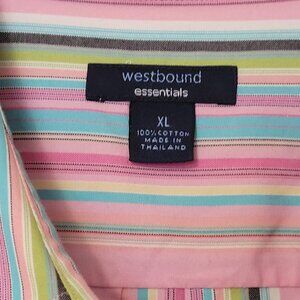 westbound
essentials
XL
100% COTTON
MADE IN
THAILAND